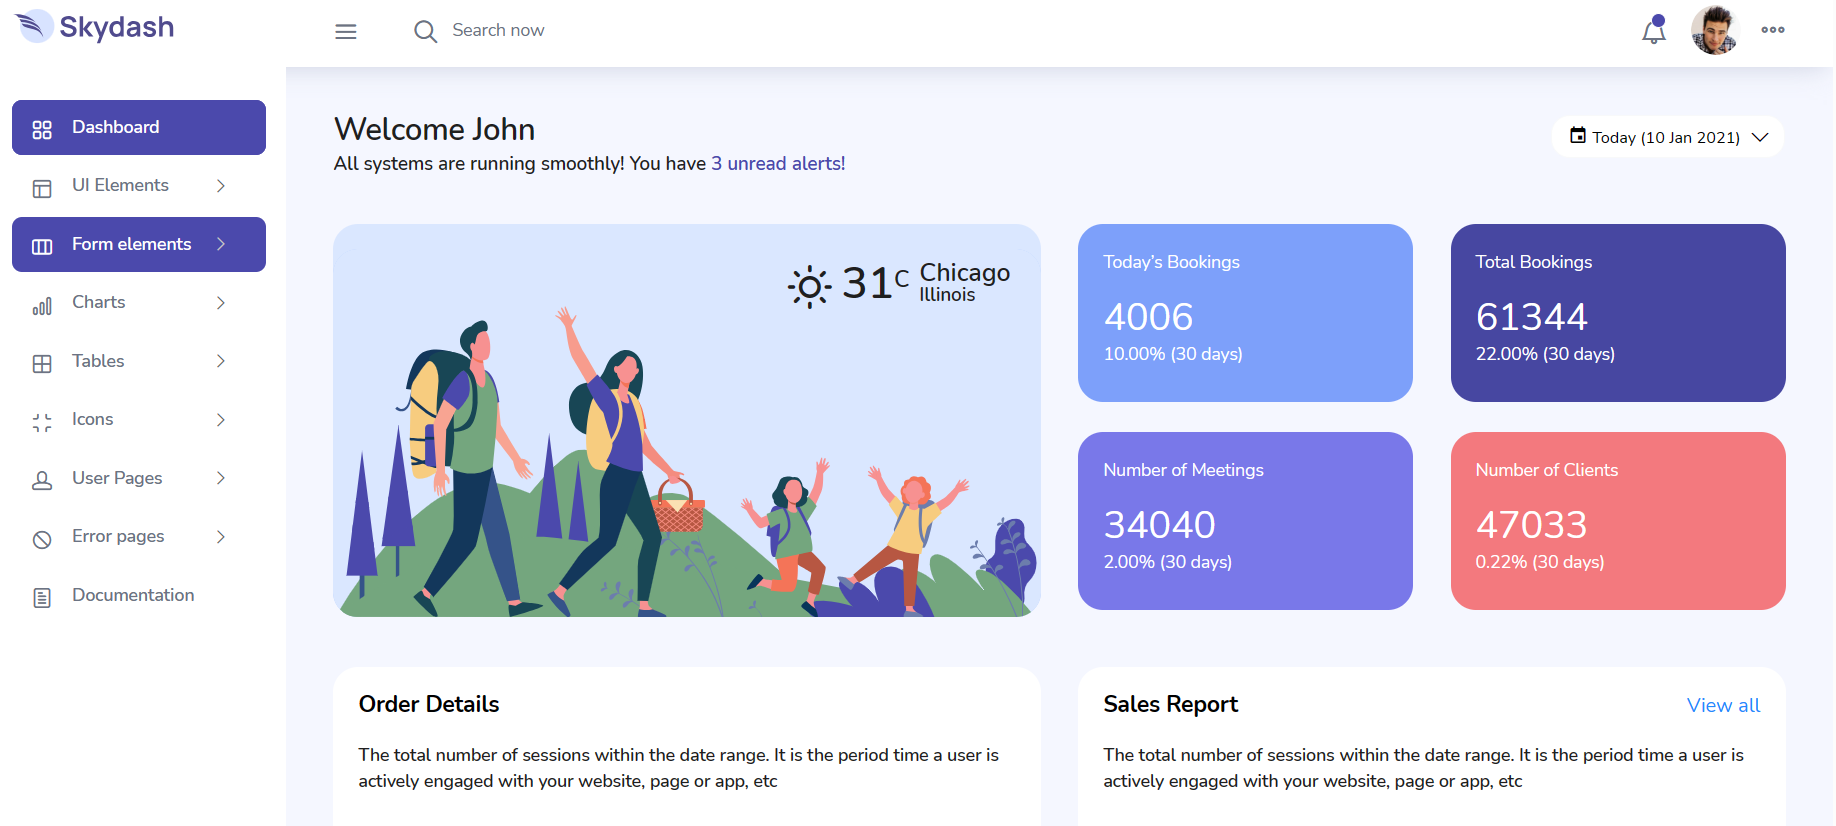 Skydash
Search now
Dashboard
UI Elements
Form elements
Charts
Tables
Icons
User Pages
Error pages
Documentation
Welcome John
All systems are running smoothly! You have 3 unread alerts!
Today (10 Jan 2021)
31 C Chicago
Illinois
Today's Bookings
4006
10.00% (30 days)
Total Bookings
61344
22.00% (30 days)
Number of Meetings
34040
2.00% (30 days)
Number of Clients
47033
0.22% (30 days)
Order Details
The total number of sessions within the date range. It is the period time a user is
actively engaged with your website, page or app, etc
Sales Report
View all
The total number of sessions within the date range. It is the period time a user is
actively engaged with your website, page or app, etc